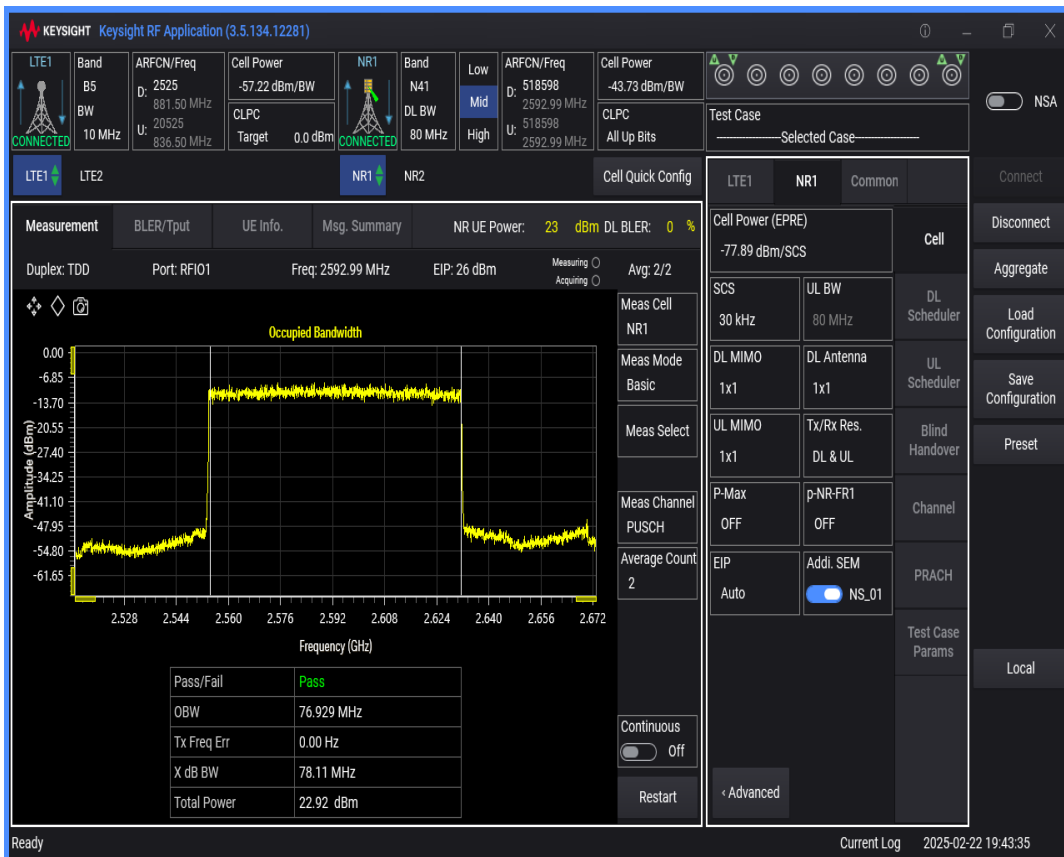 KEYSIGHT Keysight RF Application (3.5.134.12281)
LTE1
CONNECTED
Band
B5
BW
10 MHz
ARFCN/Freq
D: 2525
881.50 MHz
U: 20525
836.50 MHz
Cell Power
-57.22 dBm/BW
CLPC
Target 0.0 dBm
NR1
CONNECTED
Band
N41
DL BW
80 MHz
Low
Mid
High
ARFCN/Freq
D: 518598
2592.99 MHz
U: 518598
2592.99 MHz
Cell Power
-43.73 dBm/BW
CLPC
All Up Bits
Test Case
Selected Case
NSA
LTE1 LTE2 NR1 NR2 Cell Quick Config
Measurement BLER/Tput UE Info. Msg. Summary NR UE Power: 23 dBm DL BLER: 0 %
Duplex: TDD Port: RFIO1 Freq: 2592.99 MHz EIP: 26 dBm Measuring Acquiring Avg: 2/2
Occupied Bandwidth
0.00
-6.85
-13.70
-20.55
-27.40
-34.25
-41.10
-47.95
-54.80
-61.65
Amplitude (dBm)
2.528 2.544 2.560 2.576 2.592 2.608 2.624 2.640 2.656 2.672
Frequency (GHz)
Pass/Fail Pass
OBW 76.929 MHz
Tx Freq Err 0.00 Hz
X dB BW 78.11 MHz
Total Power 22.92 dBm
Meas Cell
NR1
Meas Mode
Basic
Meas Select
Meas Channel
PUSCH
Average Count
2
Continuous
Off
Restart
LTE1 NR1 Common
Cell Power (EPRE)
-77.89 dBm/SCS
SCS
30 kHz
UL BW
80 MHz
DL MIMO
1x1
DL Antenna
1x1
UL MIMO
1x1
Tx/Rx Res.
DL & UL
P-Max
OFF
p-NR-FR1
OFF
EIP
Auto
Addi. SEM
NS_01
‹ Advanced
Cell
DL
Scheduler
UL
Scheduler
Blind
Handover
Channel
PRACH
Test Case
Params
Connect
Disconnect
Aggregate
Load
Configuration
Save
Configuration
Preset
Local
Ready Current Log 2025-02-22 19:43:35